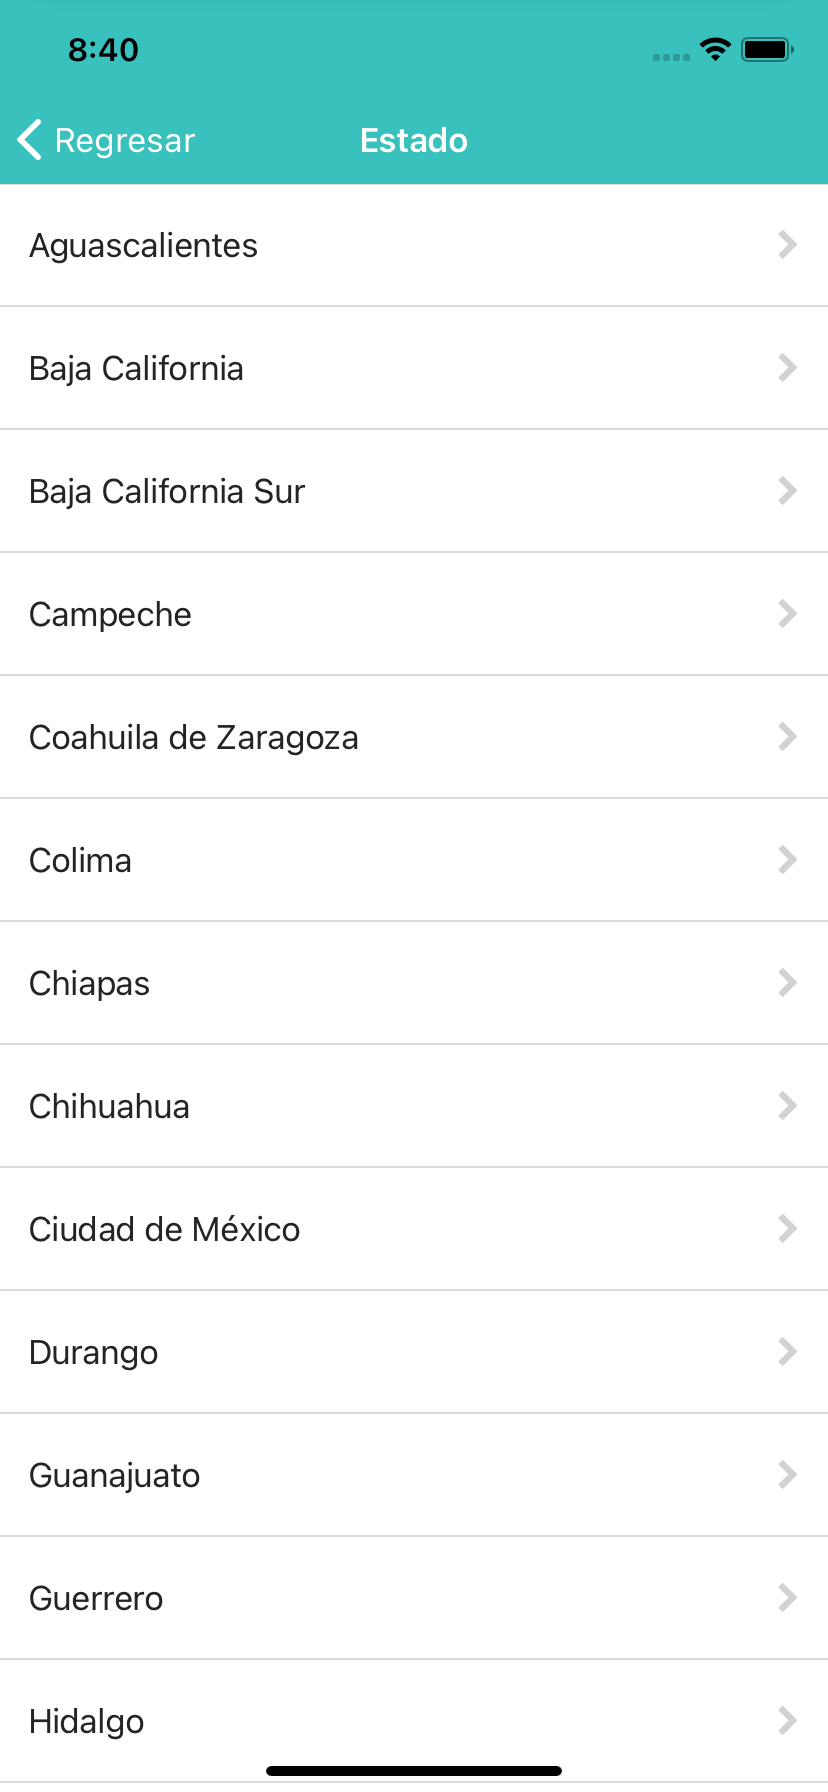 8:40
Regresar
Estado
Aguascalientes
Baja California
Baja California Sur
Campeche
Coahuila de Zaragoza
Colima
Chiapas
Chihuahua
Ciudad de México
Durango
Guanajuato
Guerrero
Hidalgo